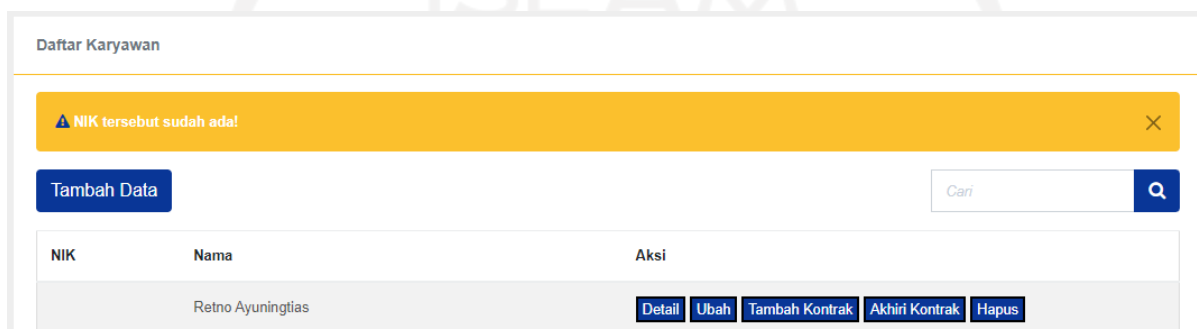 ISLAM
Daftar Karyawan
NIK tersebut sudah ada!
Tambah Data
Cari
NIK Nama Aksi
Retno Ayuningtias Detail Ubah Tambah Kontrak Akhiri Kontrak Hapus